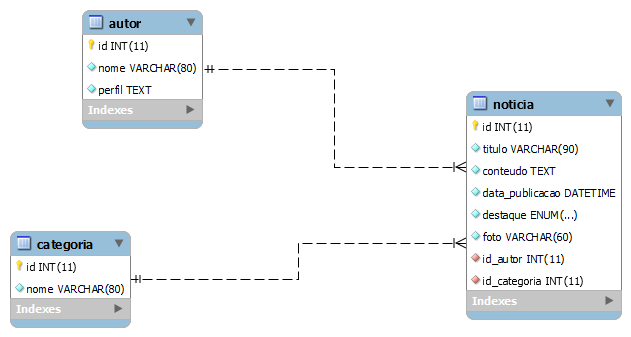 autor
id INT(11)
nome VARCHAR(80)
perfil TEXT
Indexes
noticia
id INT(11)
titulo VARCHAR(90)
conteudo TEXT
data_publicacao DATETIME
destaque ENUM(...)
foto VARCHAR(60)
id_autor INT(11)
id_categoria INT(11)
Indexes
categoria
id INT(11)
nome VARCHAR(80)
Indexes